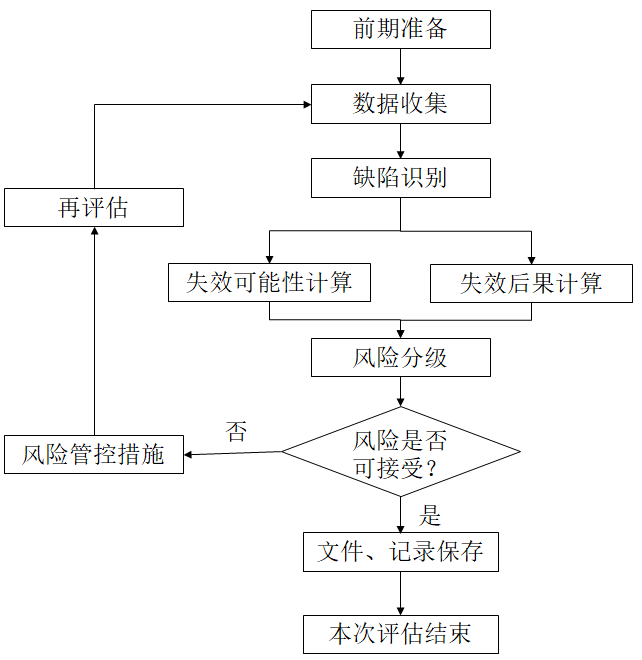 前期准备
数据收集
缺陷识别
再评估
失效可能性计算
失效后果计算
风险分级
否
风险是否
可接受？
风险管控措施
是
文件、记录保存
本次评估结束